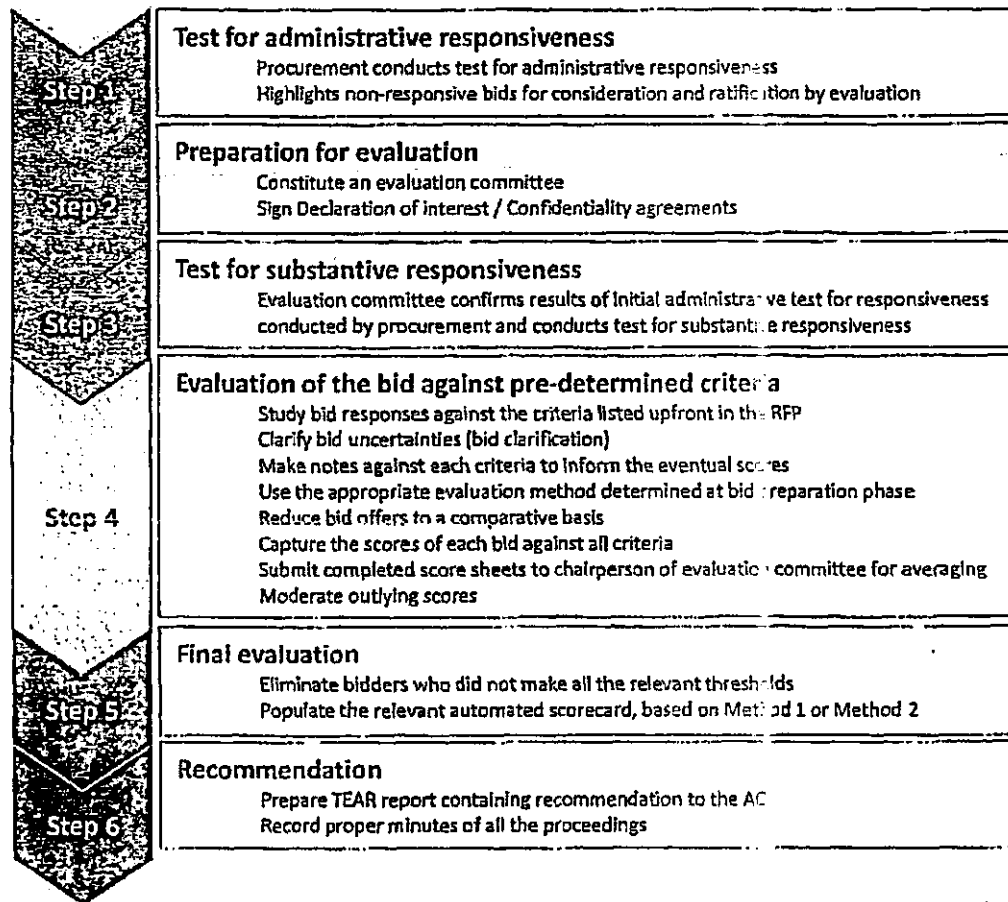 Step 1
Test for administrative responsiveness
Procurement conducts test for administrative responsiveness
Highlights non-responsive bids for consideration and ratification by evaluation
Step 2
Preparation for evaluation
Constitute an evaluation committee
Sign Declaration of interest / Confidentiality agreements
Step 3
Test for substantive responsiveness
Evaluation committee confirms results of initial administrative test for responsiveness
conducted by procurement and conducts test for substantive responsiveness
Step 4
Evaluation of the bid against pre-determined criteria
Study bid responses against the criteria listed upfront in the RFP
Clarify bid uncertainties (bid clarification)
Make notes against each criteria to inform the eventual scores
Use the appropriate evaluation method determined at bid preparation phase
Reduce bid offers to a comparative basis
Capture the scores of each bid against all criteria
Submit completed score sheets to chairperson of evaluation committee for averaging
Moderate outlying scores
Step 5
Final evaluation
Eliminate bidders who did not make all the relevant thresholds
Populate the relevant automated scorecard, based on Method 1 or Method 2
Step 6
Recommendation
Prepare TEAR report containing recommendation to the AC
Record proper minutes of all the proceedings